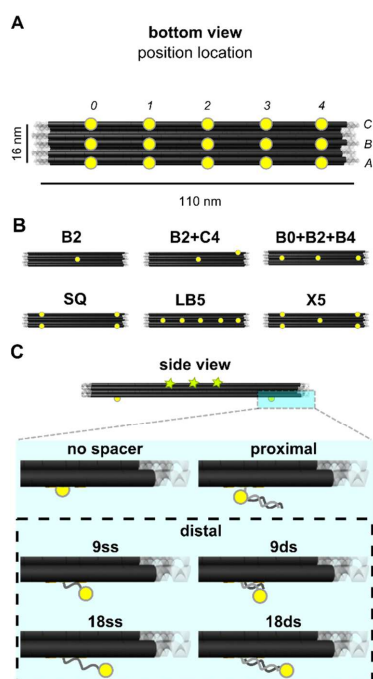 A
bottom view
position location
0 1 2 3 4
C
B
A
16 nm
110 nm
B
B2 B2+C4 B0+B2+B4
SQ LB5 X5
C
side view
no spacer proximal
distal
9ss 9ds
18ss 18ds